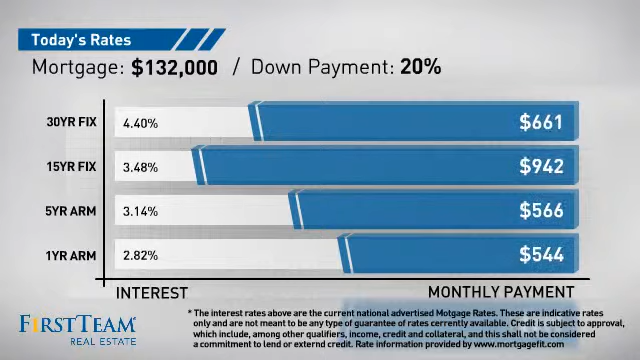 Today's Rates
Mortgage: $132,000 / Down Payment: 20%
30YR FIX 4.40% $661
15YR FIX 3.48% $942
5YR ARM 3.14% $566
1YR ARM 2.82% $544
INTEREST MONTHLY PAYMENT
* The interest rates above are the current national advertised Motgage Rates. These are indicative rates
only and are not meant to be any type of guarantee of rates cerrently available. Credit is subject to approval,
which include, among other qualifiers, income, credit and collateral, and this shall not be considered
a commitment to lend or externd credit. Rate information provided by www.mortgagefit.com
FIRSTTEAM®
REAL ESTATE